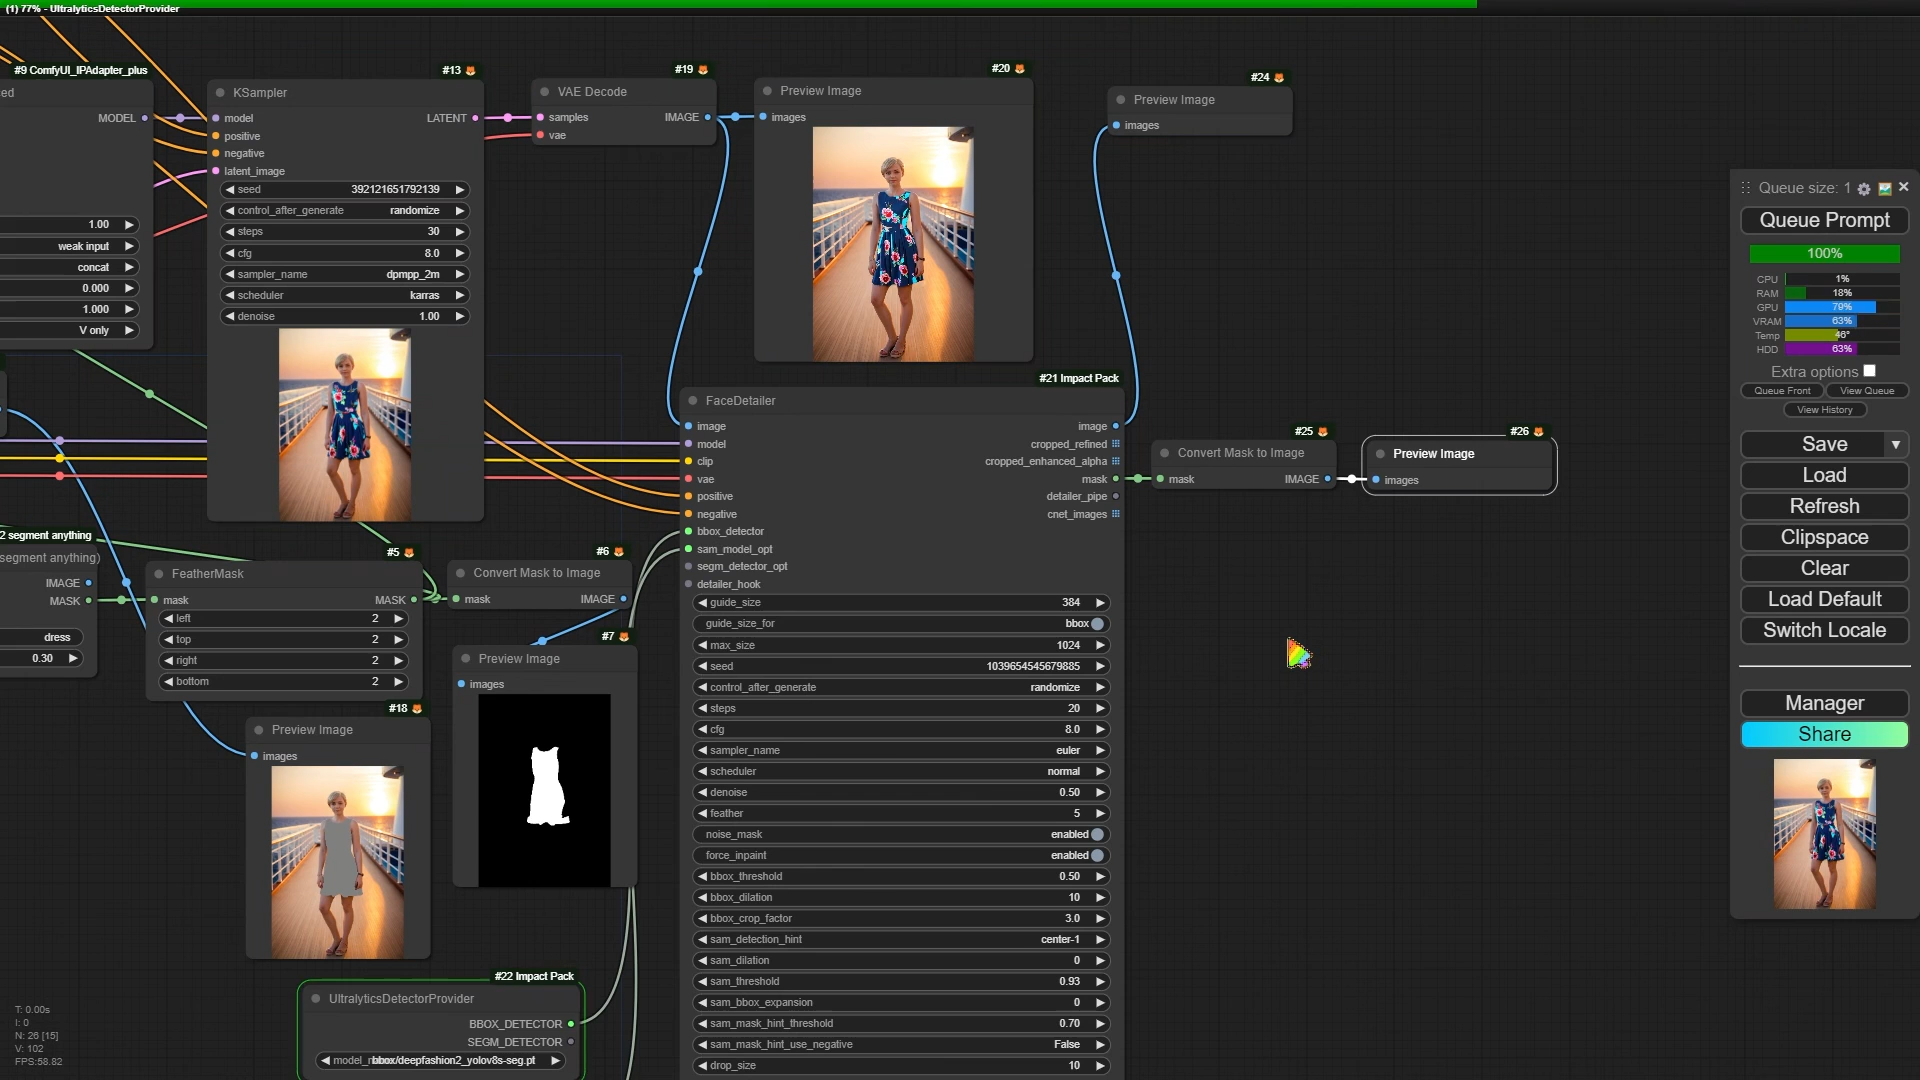 (1) 77% - UltralyticsDetectorProvider
#9 ComfyUI_IPAdapter_plus
ed
MODEL
1.00
weak input
concat
0.000
1.000
V only
#13
KSampler
model
LATENT
positive
negative
latent_image
seed 392121651792139
control_after_generate randomize
steps 30
cfg 8.0
sampler_name dpmpp_2m
scheduler karras
denoise 1.00
#19
VAE Decode
samples IMAGE
vae
#20
Preview Image
images
#24
Preview Image
images
#21 Impact Pack
FaceDetailer
image image
model cropped_refined
clip cropped_enhanced_alpha
vae mask
positive detailer_pipe
negative cnet_images
bbox_detector
sam_model_opt
segm_detector_opt
detailer_hook
guide_size 384
guide_size_for bbox
max_size 1024
seed 1039654545679885
control_after_generate randomize
steps 20
cfg 8.0
sampler_name euler
scheduler normal
denoise 0.50
feather 5
noise_mask enabled
force_inpaint enabled
bbox_threshold 0.50
bbox_dilation 10
bbox_crop_factor 3.0
sam_detection_hint center-1
sam_dilation 0
sam_threshold 0.93
sam_bbox_expansion 0
sam_mask_hint_threshold 0.70
sam_mask_hint_use_negative False
drop_size 10
#25
Convert Mask to Image
mask IMAGE
#26
Preview Image
images
2 segment anything
segment anything)
IMAGE
MASK
dress
0.30
#5
FeatherMask
mask MASK
left 2
top 2
right 2
bottom 2
#6
Convert Mask to Image
mask IMAGE
#7
Preview Image
images
#18
Preview Image
images
#22 Impact Pack
UltralyticsDetectorProvider
BBOX_DETECTOR
SEGM_DETECTOR
bbox/deepfashion2_yolov8s-seg.pt
T: 0.00s
I: 0
N: 26 [15]
V: 102
FPS:58.82
Queue size: 1
Queue Prompt
100%
CPU 1%
RAM 18%
GPU 79%
VRAM 63%
Temp 46°
HDD 63%
Extra options
Queue Front View Queue
View History
Save
Load
Refresh
Clipspace
Clear
Load Default
Switch Locale
Manager
Share